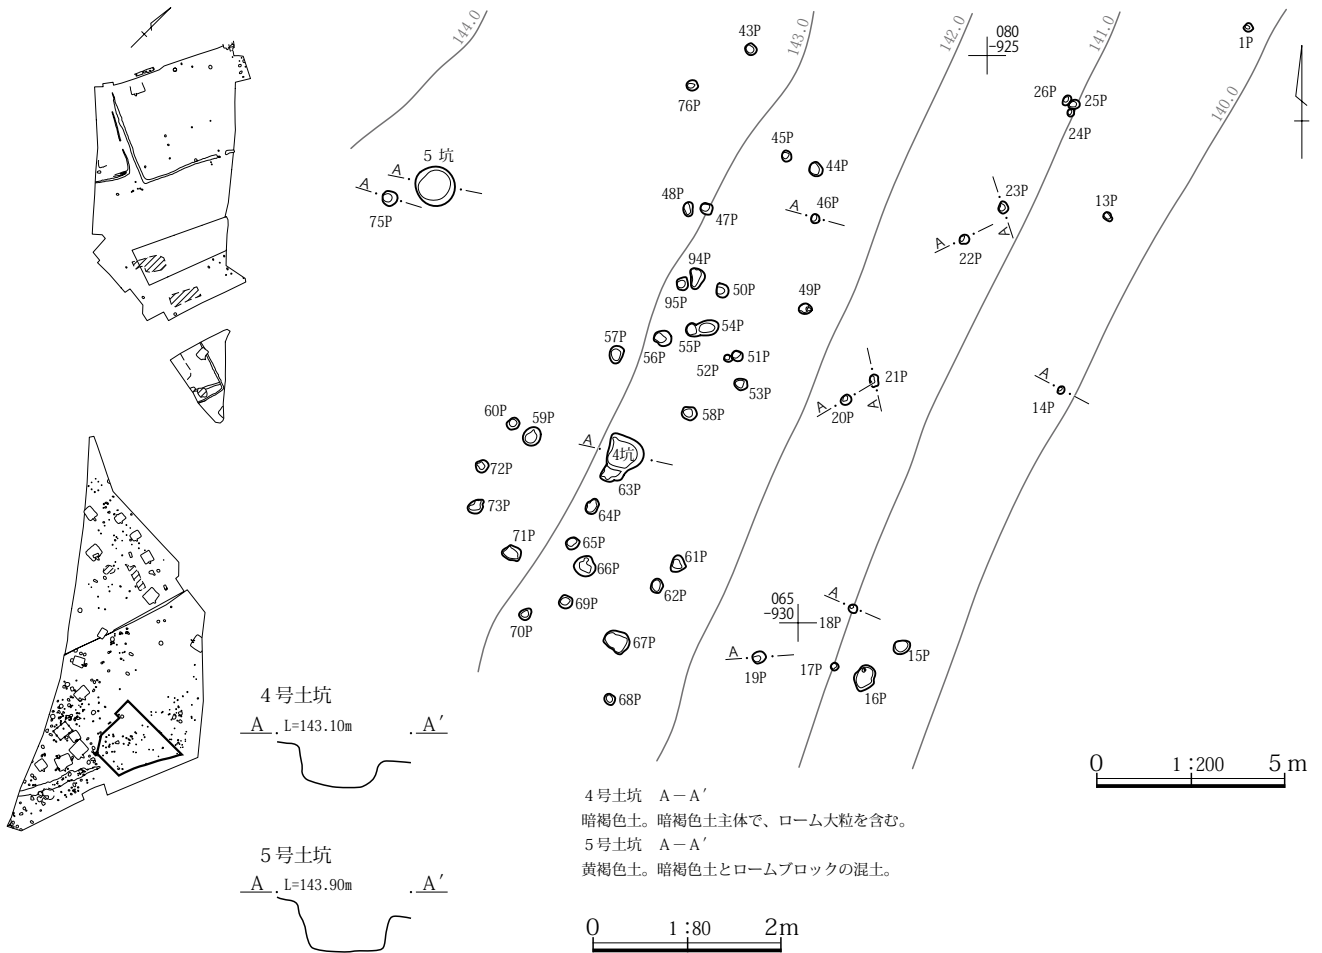 144.0
143.0
142.0
141.0
140.0
080
-925
43P
1P
76P
26P
25P
24P
45P
44P
5 坑
A
A
75P
48P
47P
A
46P
23P
A
13P
A
22P
94P
95P
50P
49P
54P
55P
57P
56P
51P
52P
53P
21P
A
14P
A
20P
A
58P
60P
59P
A
4坑
63P
72P
73P
64P
71P
65P
66P
61P
62P
69P
70P
67P
68P
065
-930
A
18P
A
19P
17P
15P
16P
4号土坑
A L=143.10m A′
5号土坑
A L=143.90m A′
4号土坑 A－A′
暗褐色土。暗褐色土主体で、ローム大粒を含む。
5号土坑 A－A′
黄褐色土。暗褐色土とロームブロックの混土。
0 1:80 2m
0 1:200 5m